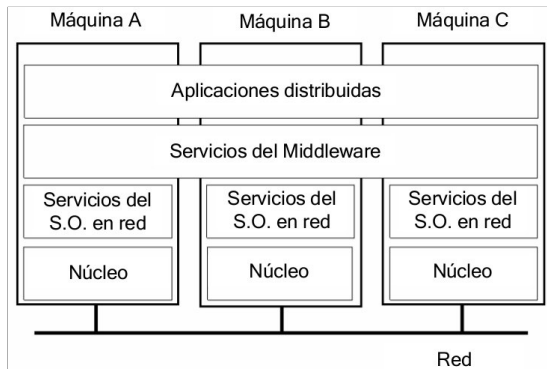 Máquina A
Máquina B
Máquina C
Aplicaciones distribuidas
Servicios del Middleware
Servicios del
S.O. en red
Servicios del
S.O. en red
Servicios del
S.O. en red
Núcleo
Núcleo
Núcleo
Red